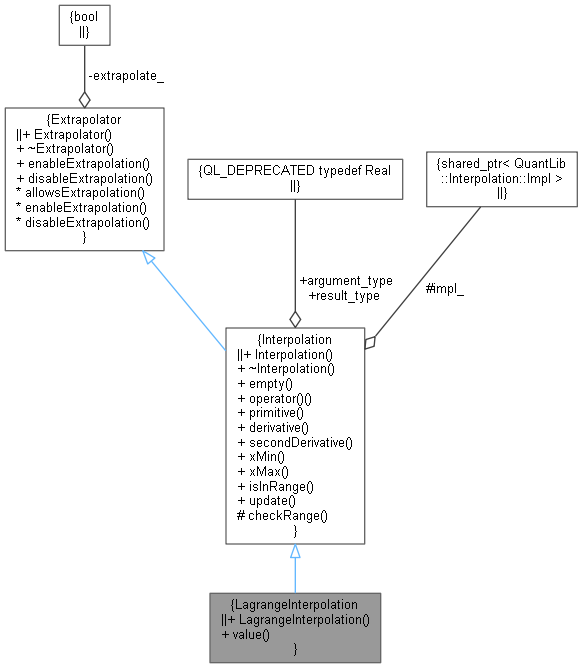 {bool
||}
-extrapolate_
{Extrapolator
||+ Extrapolator()
+ ~Extrapolator()
+ enableExtrapolation()
+ disableExtrapolation()
* allowsExtrapolation()
* enableExtrapolation()
* disableExtrapolation()
}
{QL_DEPRECATED typedef Real
||}
{shared_ptr< QuantLib
::Interpolation::Impl >
||}
+argument_type
+result_type
#impl_
{Interpolation
||+ Interpolation()
+ ~Interpolation()
+ empty()
+ operator()()
+ primitive()
+ derivative()
+ secondDerivative()
+ xMin()
+ xMax()
+ isInRange()
+ update()
# checkRange()
}
{LagrangeInterpolation
||+ LagrangeInterpolation()
+ value()
}